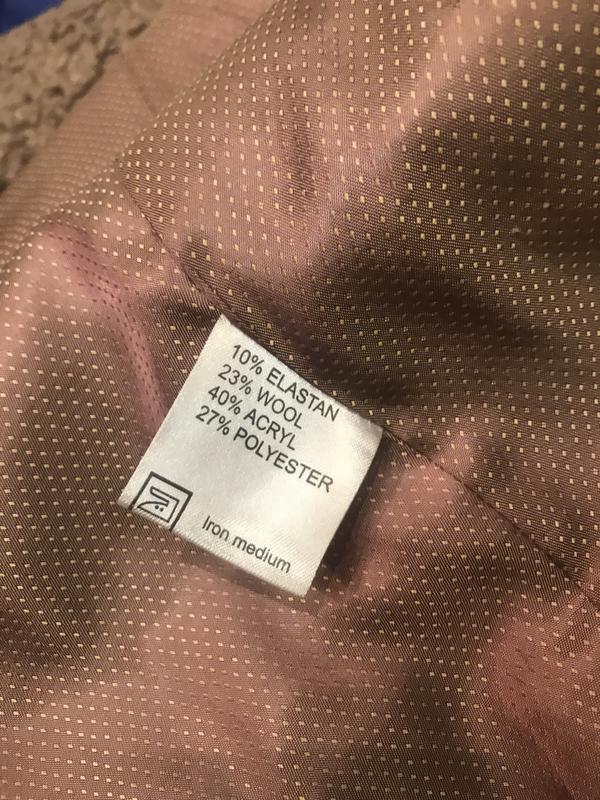 10% ELASTAN
23% WOOL
40% ACRYL
27% POLYESTER
Iron medium